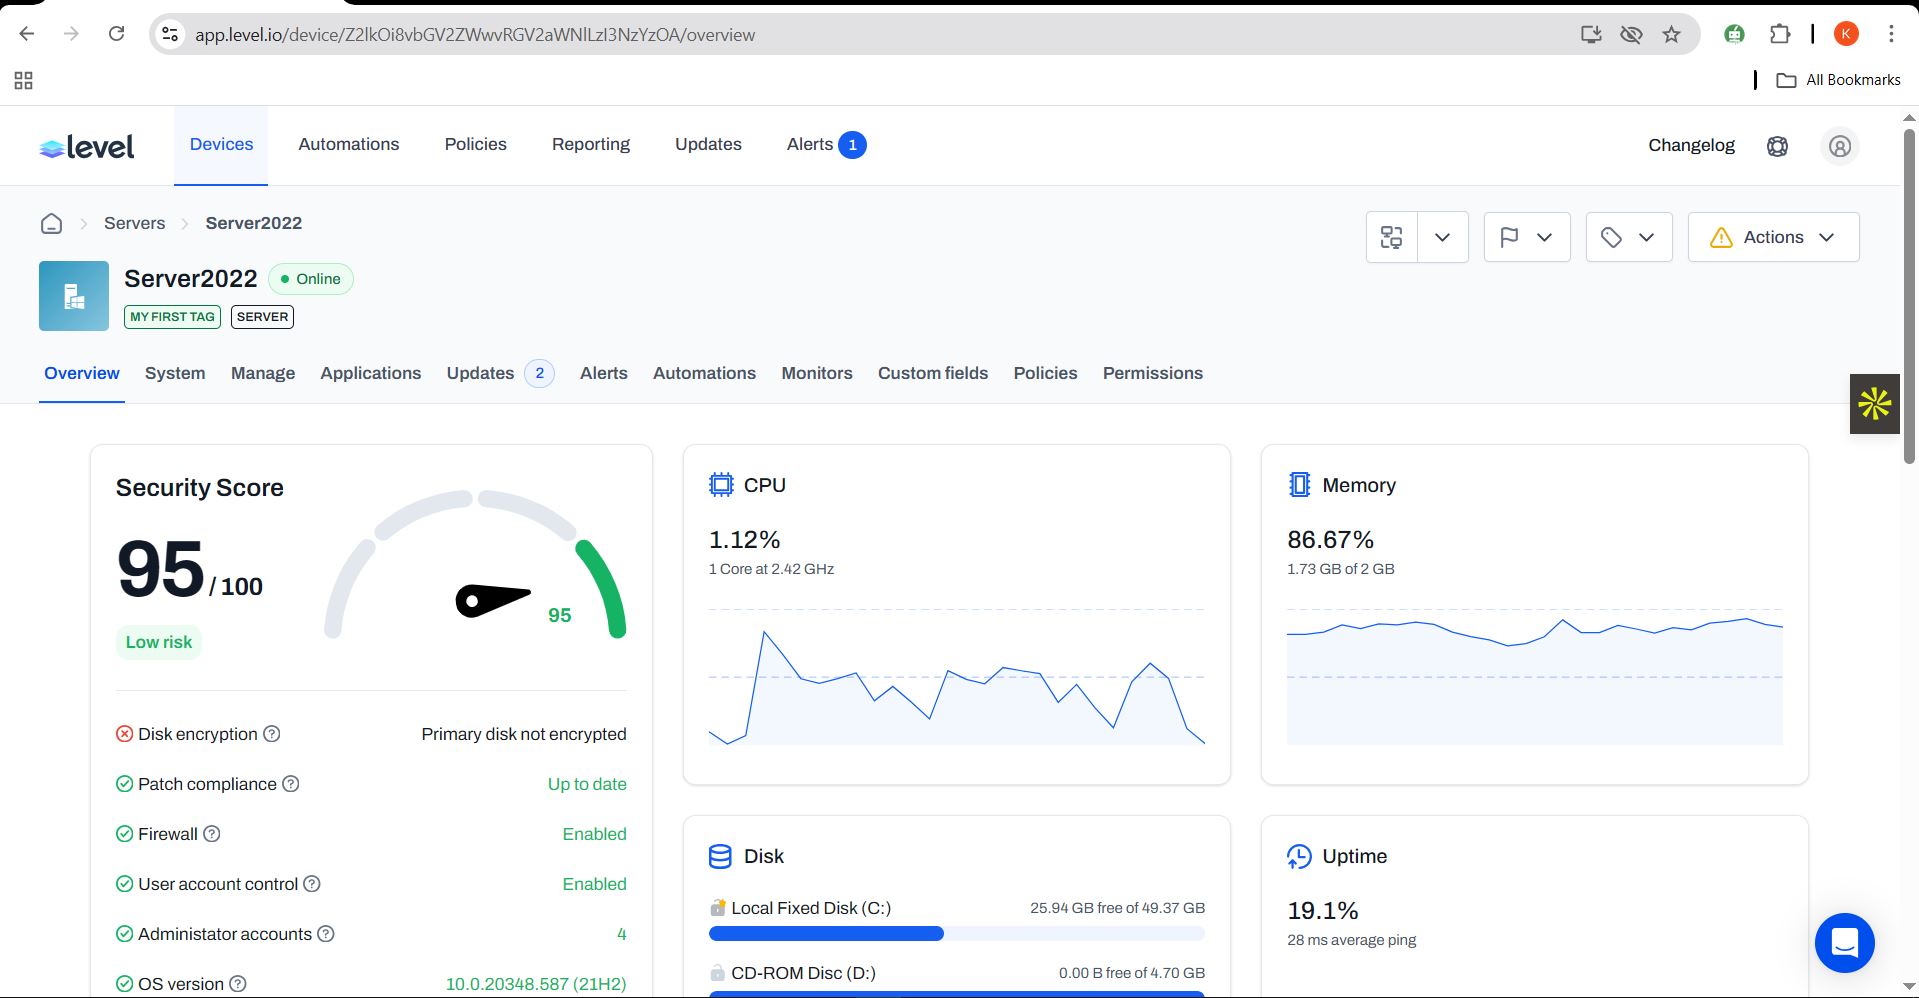 app.level.io/device/Z2lkOi8vbGV2ZWwvRGV2aWNlLzI3NzYzOA/overview
K
All Bookmarks
level
Devices
Automations
Policies
Reporting
Updates
Alerts 1
Changelog
Servers
Server2022
Actions
Server2022
Online
MY FIRST TAG
SERVER
Overview
System
Manage
Applications
Updates 2
Alerts
Automations
Monitors
Custom fields
Policies
Permissions
Security Score
95 / 100
Low risk
95
Disk encryption ? Primary disk not encrypted
Patch compliance ? Up to date
Firewall ? Enabled
User account control ? Enabled
Administator accounts ? 4
OS version ? 10.0.20348.587 (21H2)
CPU
1.12%
1 Core at 2.42 GHz
Memory
86.67%
1.73 GB of 2 GB
Disk
Local Fixed Disk (C:) 25.94 GB free of 49.37 GB
CD-ROM Disc (D:) 0.00 B free of 4.70 GB
Uptime
19.1%
28 ms average ping